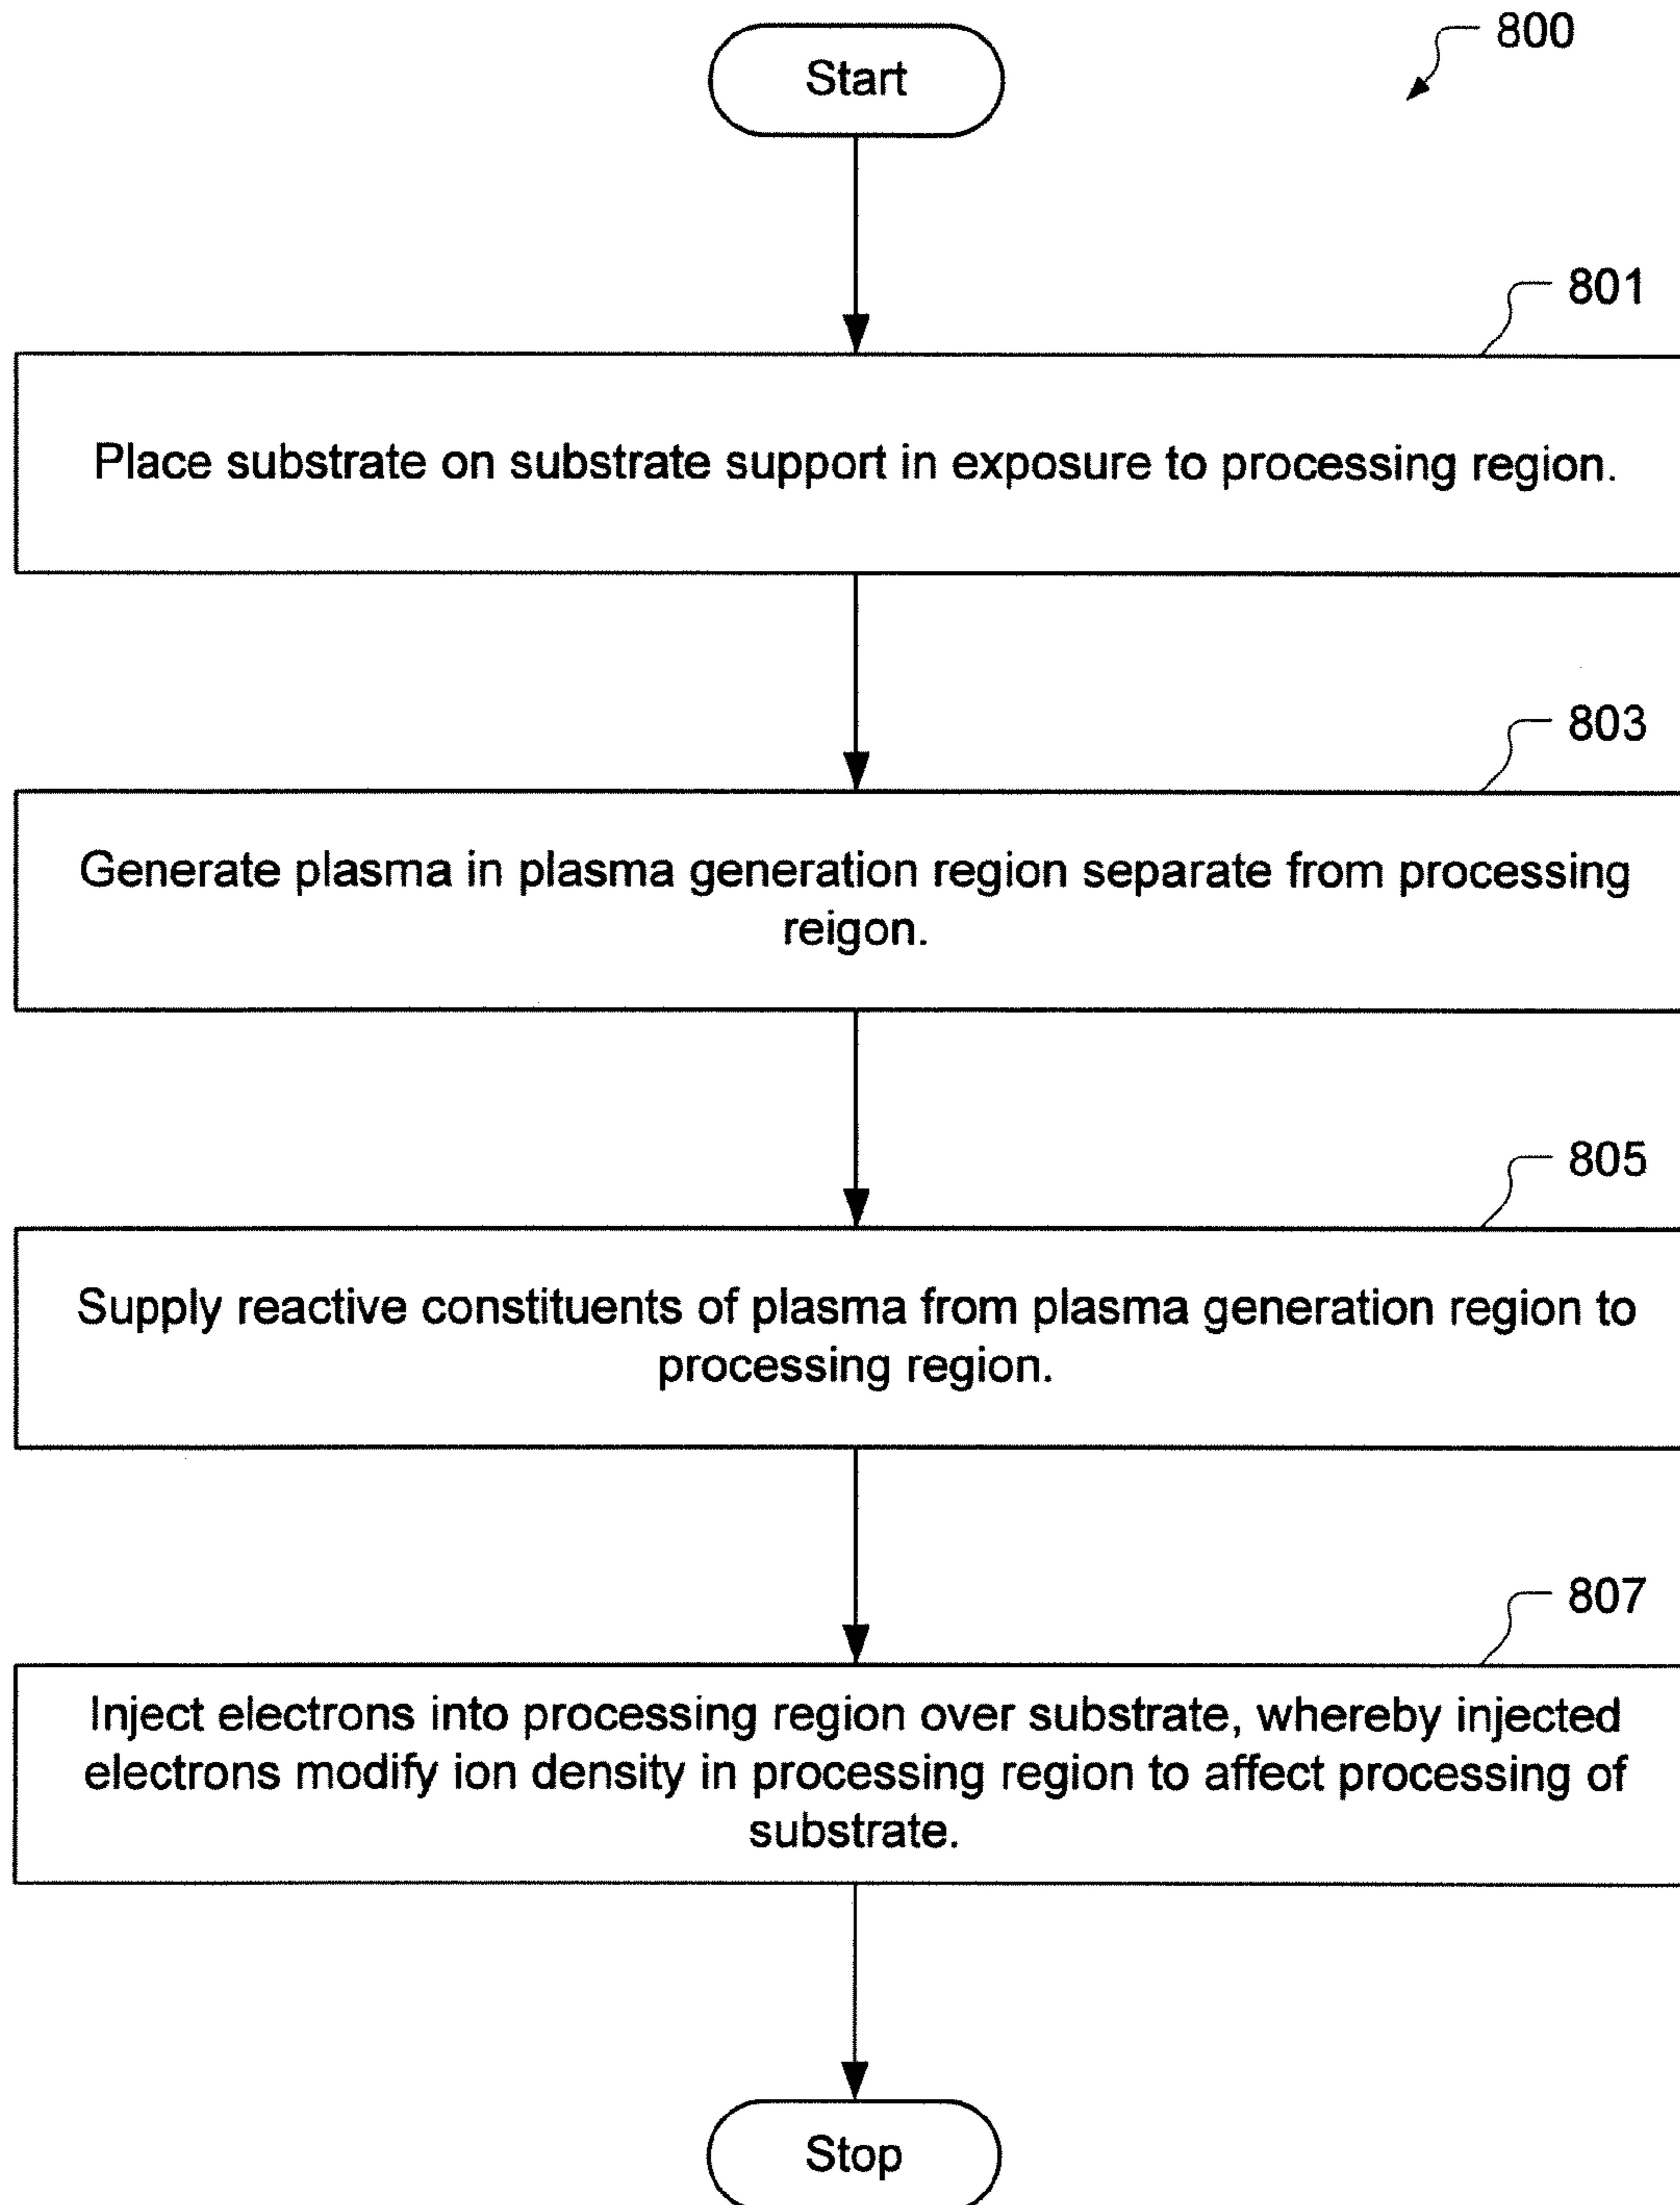 800
Start
801
Place substrate on substrate support in exposure to processing region.
803
Generate plasma in plasma generation region separate from processing
reigon.
805
Supply reactive constituents of plasma from plasma generation region to
processing region.
807
Inject electrons into processing region over substrate, whereby injected
electrons modify ion density in processing region to affect processing of
substrate.
Stop